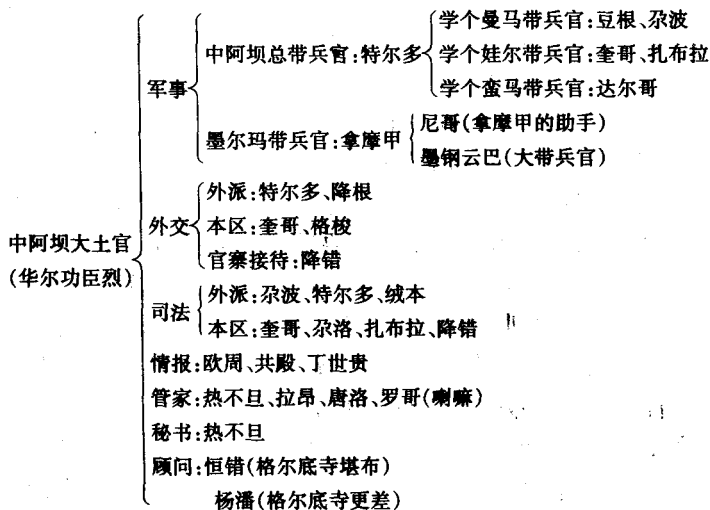 学个曼马带兵官:豆根、尕波
中阿坝总带兵官:特尔多
学个娃尔带兵官:奎哥、扎布拉
军事
学个蛮马带兵官:达尔哥
尼哥(拿摩甲的助手)
墨尔玛带兵官:拿摩甲
墨钢云巴(大带兵官)
外派:特尔多、降根
外交
本区:奎哥、格梭
中阿坝大土官
(华尔功臣烈)
官寨接待:降错
外派:尕波、特尔多、绒本
司法
本区:奎哥、尕洛、扎布拉、降错
情报:欧周、共殿、丁世贵
管家:热不旦、拉昂、唐洛、罗哥(喇嘛)
秘书:热不旦
顾问:恒错(格尔底寺堪布)
杨潘(格尔底寺更差)